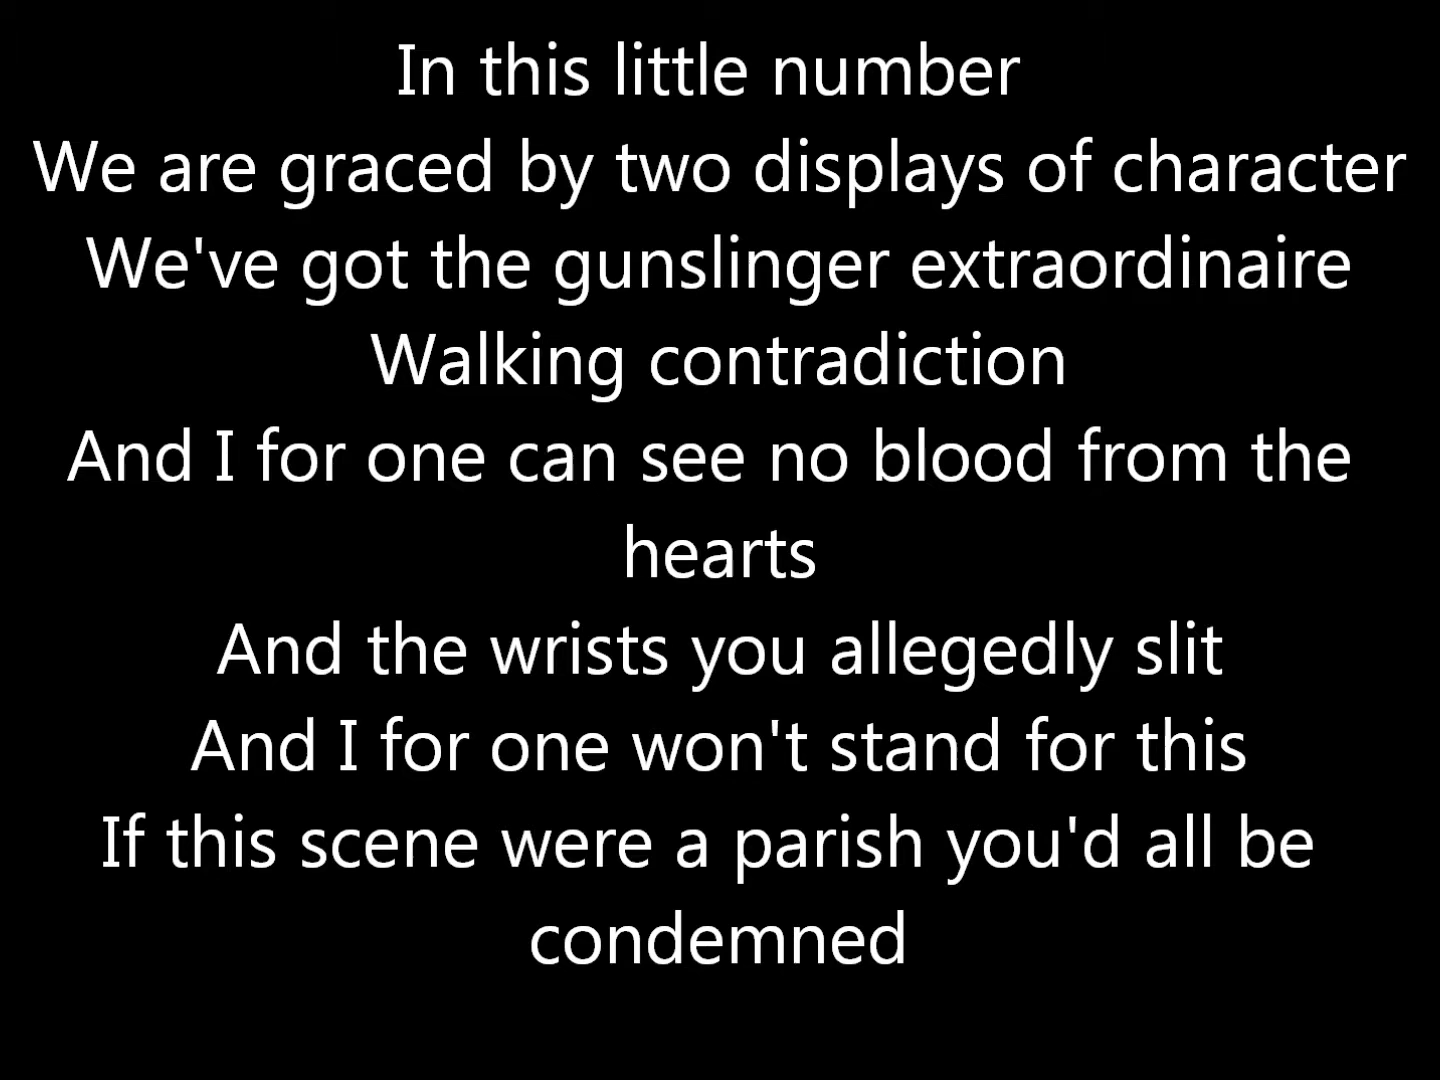 In this little number
We are graced by two displays of character
We've got the gunslinger extraordinaire
Walking contradiction
And I for one can see no blood from the
hearts
And the wrists you allegedly slit
And I for one won't stand for this
If this scene were a parish you'd all be
condemned